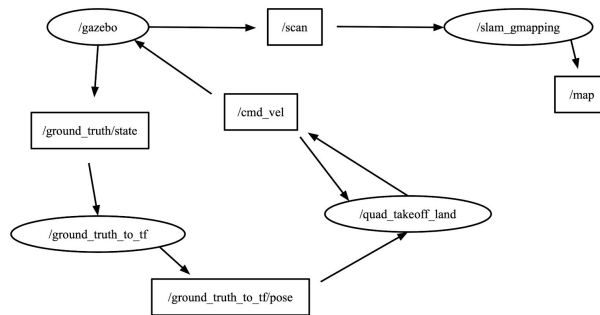 /gazebo
/scan
/slam_gmapping
/map
/cmd_vel
/ground_truth/state
/quad_takeoff_land
/ground_truth_to_tf
/ground_truth_to_tf/pose